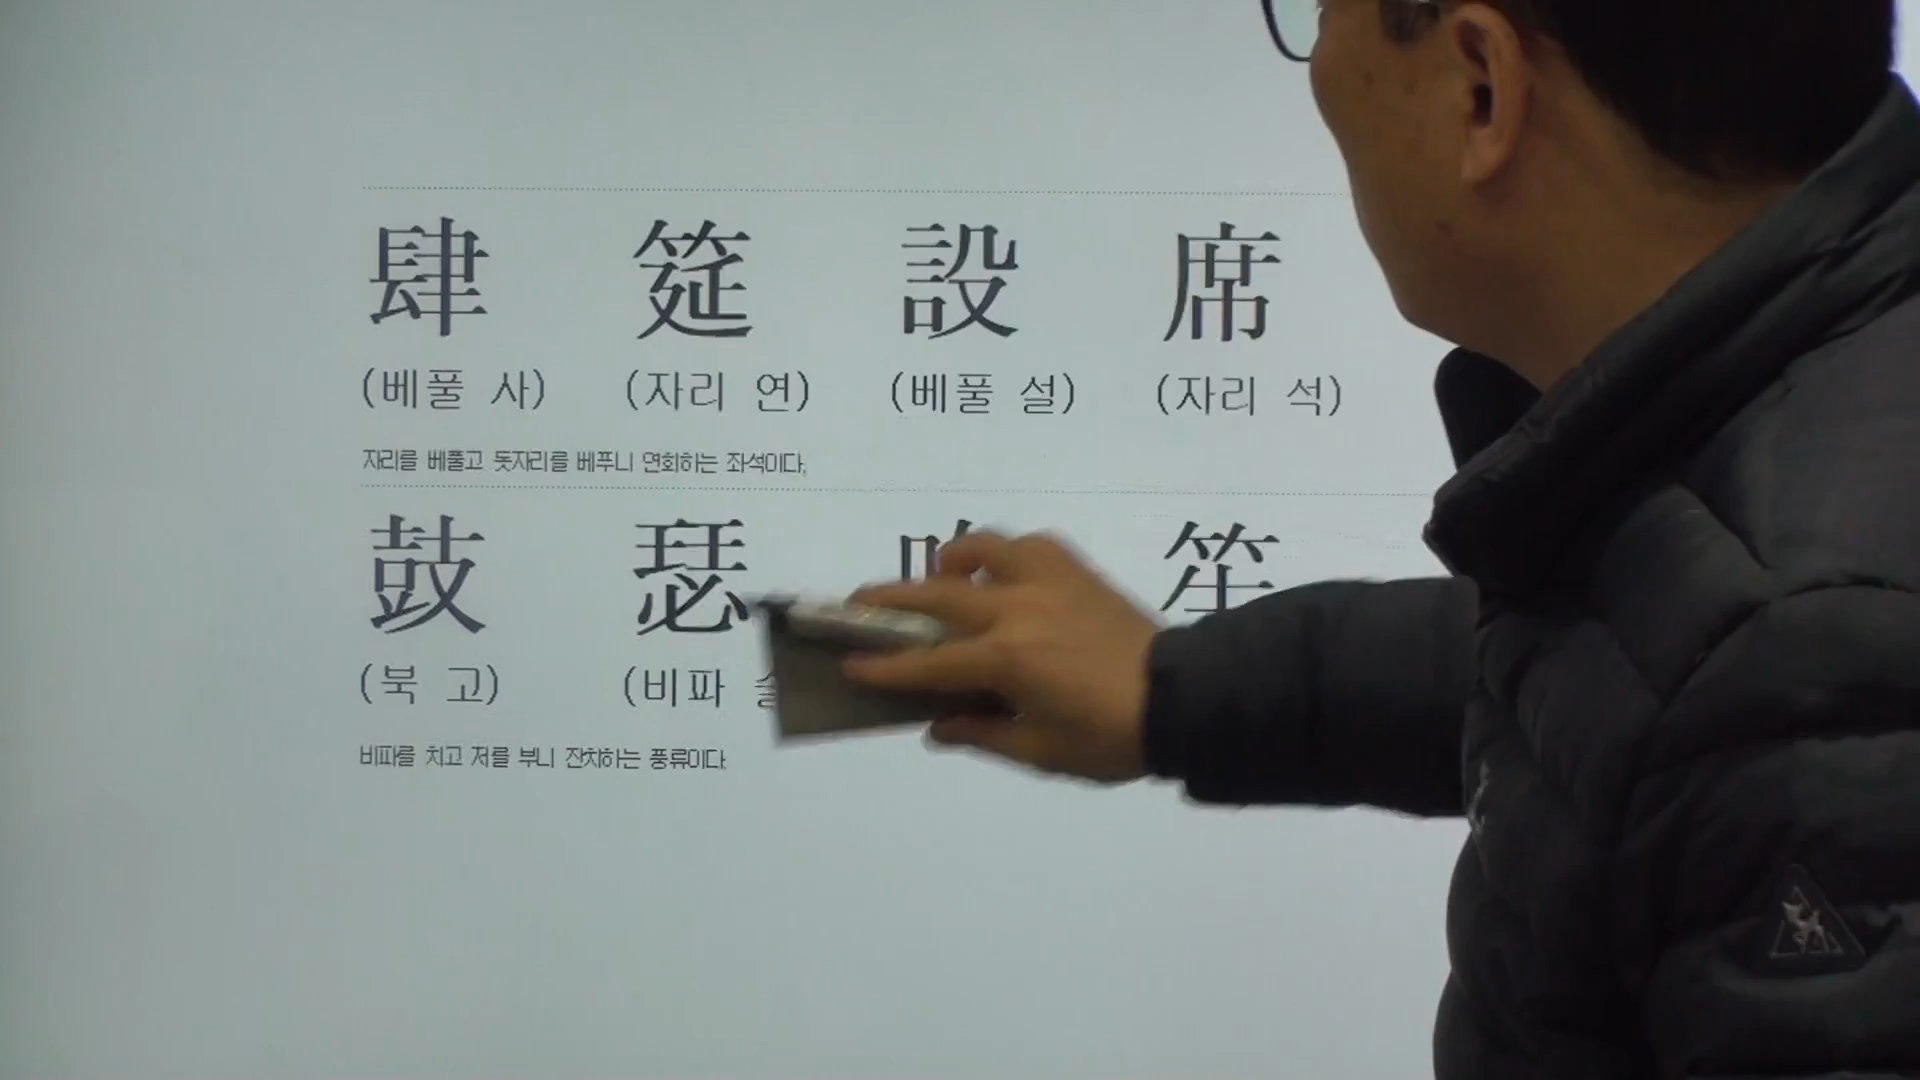 肆 筵 設 席
(베풀 사) (자리 연) (베풀 설) (자리 석)
자리를 베풀고 돗자리를 베푸니 연회하는 좌석이다.
鼓 瑟 笙
(북 고) (비파
비파를 치고 저를 부니 잔치하는 풍류이다.